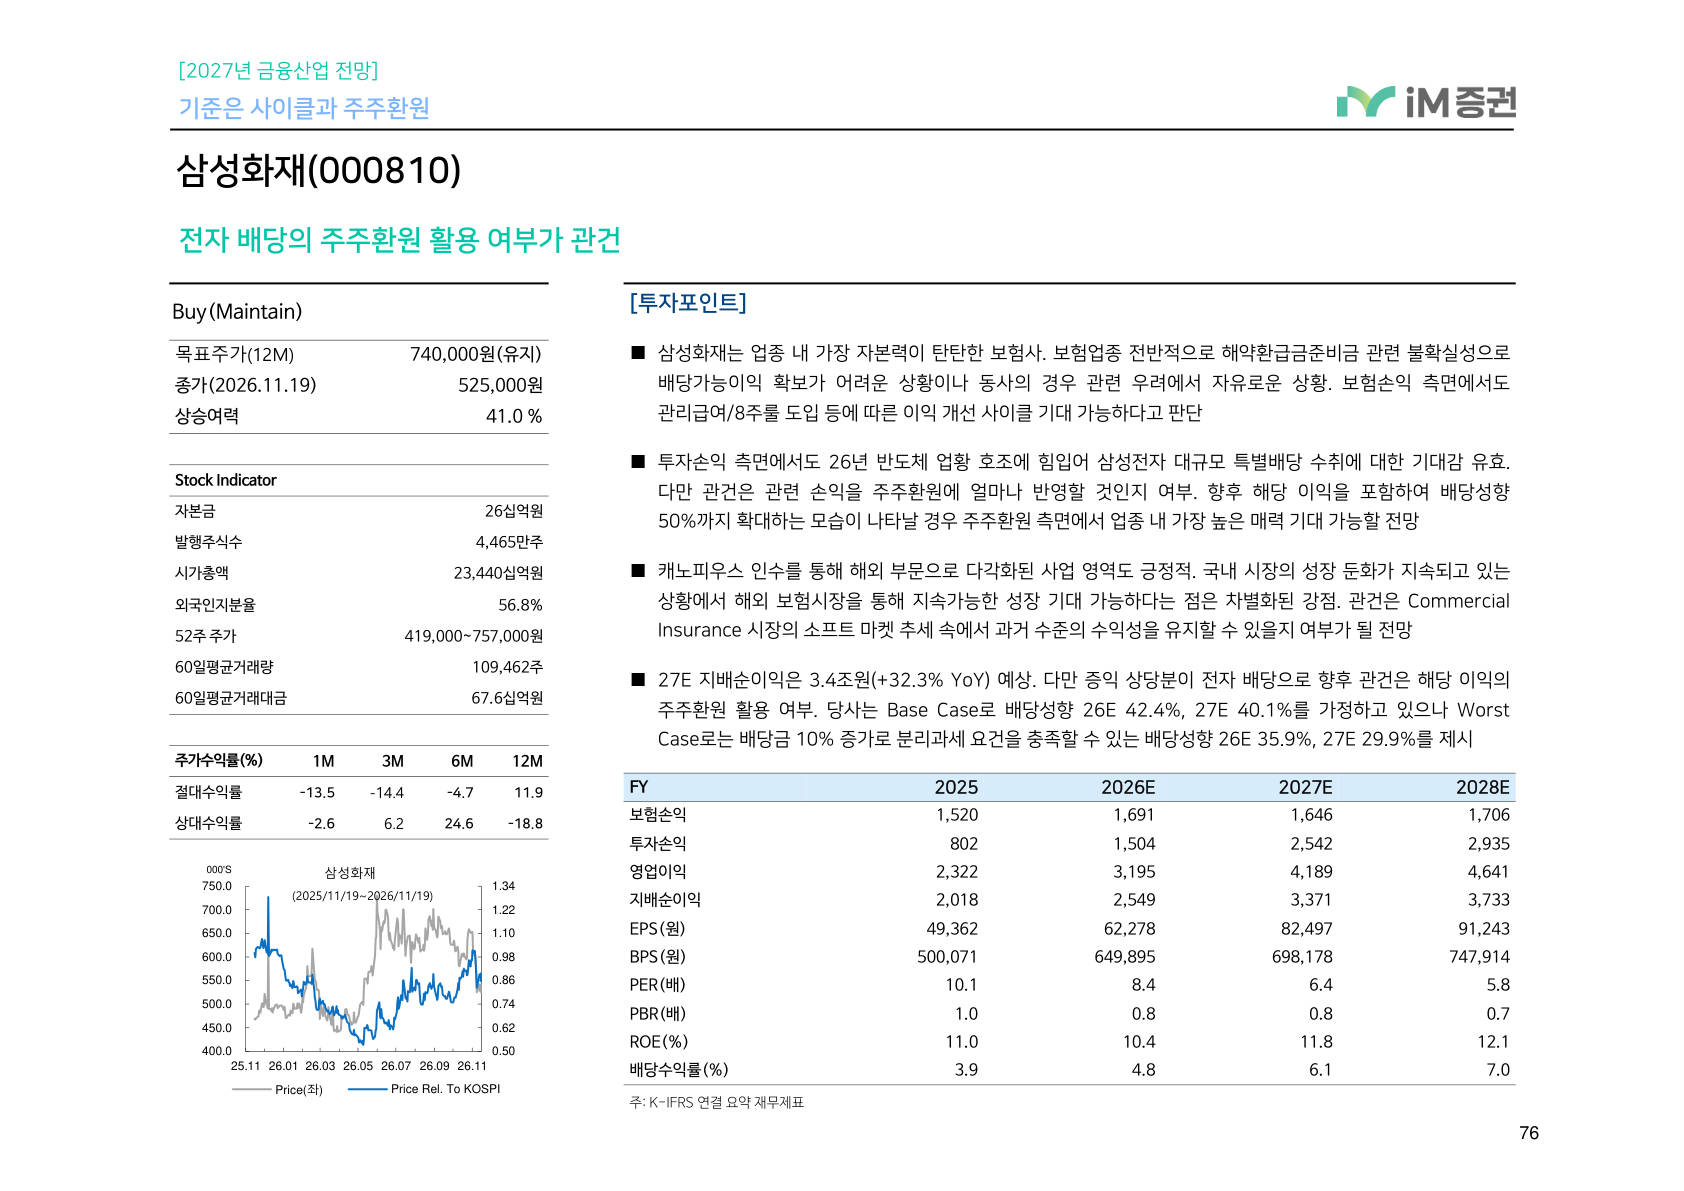 [2027년 금융산업 전망]
기준은 사이클과 주주환원
iM증권
삼성화재(000810)
전자 배당의 주주환원 활용 여부가 관건
Buy(Maintain)
목표주가(12M) 740,000원(유지)
종가(2026.11.19) 525,000원
상승여력 41.0 %
Stock Indicator
자본금 26십억원
발행주식수 4,465만주
시가총액 23,440십억원
외국인지분율 56.8%
52주 주가 419,000~757,000원
60일평균거래량 109,462주
60일평균거래대금 67.6십억원
주가수익률(%) 1M 3M 6M 12M
절대수익률 -13.5 -14.4 -4.7 11.9
상대수익률 -2.6 6.2 24.6 -18.8
000'S 삼성화재
(2025/11/19~2026/11/19)
750.0 1.34
700.0 1.22
650.0 1.10
600.0 0.98
550.0 0.86
500.0 0.74
450.0 0.62
400.0 0.50
25.11 26.01 26.03 26.05 26.07 26.09 26.11
Price(좌) Price Rel. To KOSPI
[투자포인트]
■ 삼성화재는 업종 내 가장 자본력이 탄탄한 보험사. 보험업종 전반적으로 해약환급금준비금 관련 불확실성으로
배당가능이익 확보가 어려운 상황이나 동사의 경우 관련 우려에서 자유로운 상황. 보험손익 측면에서도
관리급여/8주룰 도입 등에 따른 이익 개선 사이클 기대 가능하다고 판단
■ 투자손익 측면에서도 26년 반도체 업황 호조에 힘입어 삼성전자 대규모 특별배당 수취에 대한 기대감 유효.
다만 관건은 관련 손익을 주주환원에 얼마나 반영할 것인지 여부. 향후 해당 이익을 포함하여 배당성향
50%까지 확대하는 모습이 나타날 경우 주주환원 측면에서 업종 내 가장 높은 매력 기대 가능할 전망
■ 캐노피우스 인수를 통해 해외 부문으로 다각화된 사업 영역도 긍정적. 국내 시장의 성장 둔화가 지속되고 있는
상황에서 해외 보험시장을 통해 지속가능한 성장 기대 가능하다는 점은 차별화된 강점. 관건은 Commercial
Insurance 시장의 소프트 마켓 추세 속에서 과거 수준의 수익성을 유지할 수 있을지 여부가 될 전망
■ 27E 지배순이익은 3.4조원(+32.3% YoY) 예상. 다만 증익 상당분이 전자 배당으로 향후 관건은 해당 이익의
주주환원 활용 여부. 당사는 Base Case로 배당성향 26E 42.4%, 27E 40.1%를 가정하고 있으나 Worst
Case로는 배당금 10% 증가로 분리과세 요건을 충족할 수 있는 배당성향 26E 35.9%, 27E 29.9%를 제시
FY 2025 2026E 2027E 2028E
보험손익 1,520 1,691 1,646 1,706
투자손익 802 1,504 2,542 2,935
영업이익 2,322 3,195 4,189 4,641
지배순이익 2,018 2,549 3,371 3,733
EPS(원) 49,362 62,278 82,497 91,243
BPS(원) 500,071 649,895 698,178 747,914
PER(배) 10.1 8.4 6.4 5.8
PBR(배) 1.0 0.8 0.8 0.7
ROE(%) 11.0 10.4 11.8 12.1
배당수익률(%) 3.9 4.8 6.1 7.0
주: K-IFRS 연결 요약 재무제표
76